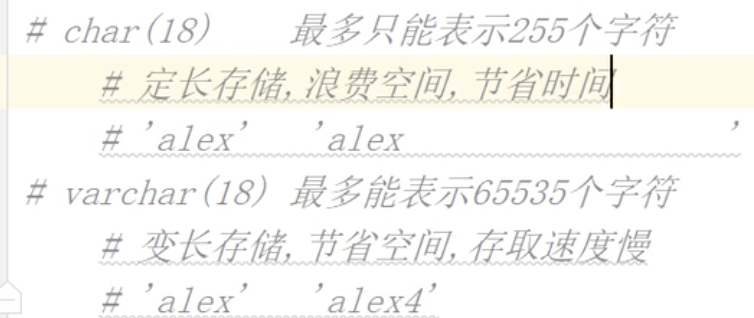 # char(18)    最多只能表示255个字符
# 定长存储,浪费空间,节省时间
# 'alex'   'alex              '
# varchar(18) 最多能表示65535个字符
# 变长存储,节省空间,存取速度慢
# 'alex'   'alex4'